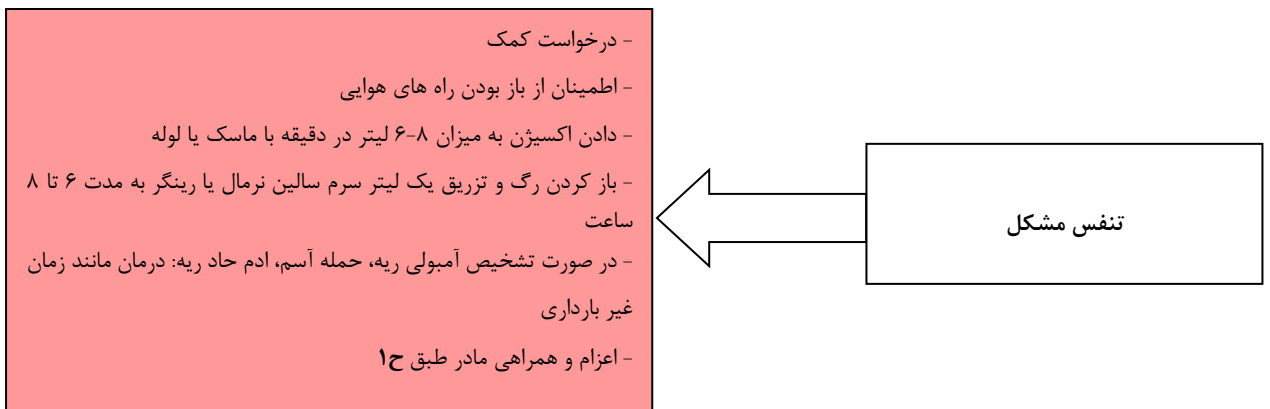 تنفس مشکل
- درخواست کمک
- اطمینان از باز بودن راه های هوایی
- دادن اکسیژن به میزان ۸-۶ لیتر در دقیقه با ماسک یا لوله
- باز کردن رگ و تزریق یک لیتر سرم سالین نرمال یا رینگر به مدت ۶ تا ۸
ساعت
- در صورت تشخیص آمبولی ریه، حمله آسم، ادم حاد ریه: درمان مانند زمان
غیر بارداری
- اعزام و همراهی مادر طبق ح۱